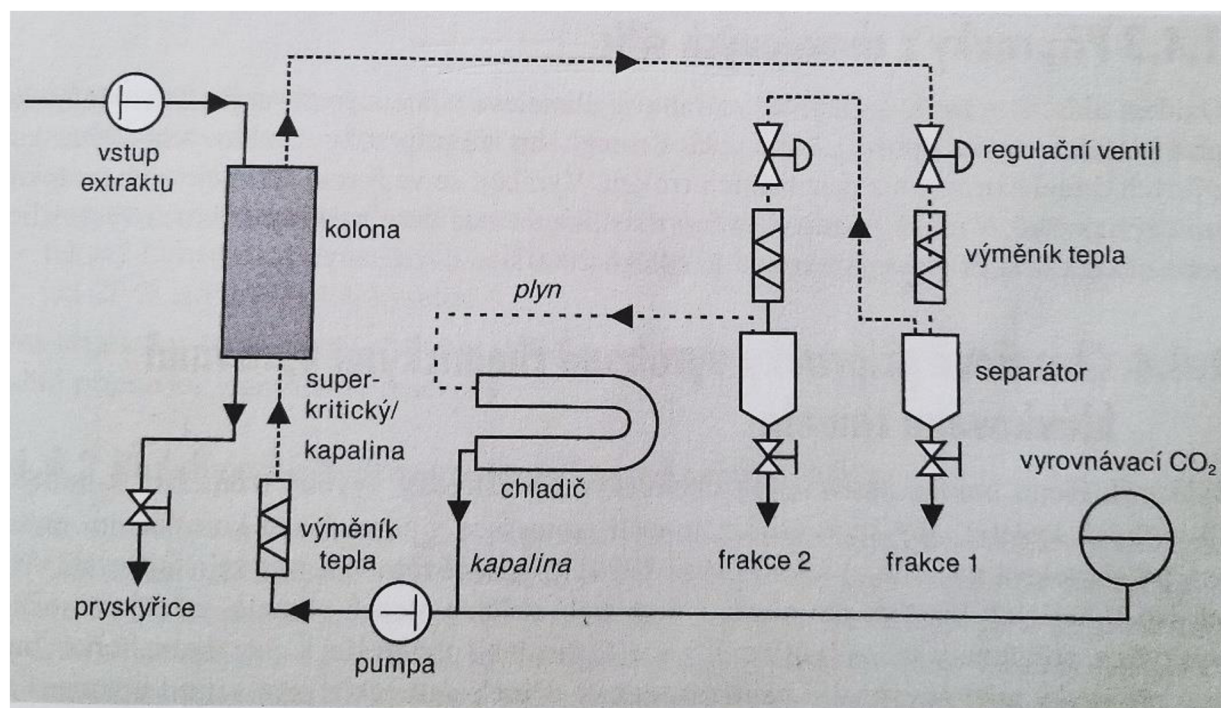 vstup
extraktu
kolona
regulační ventil
výměník tepla
plyn
separátor
super-
kritický/
kapalina
vyrovnávací CO₂
chladič
výměník
tepla
kapalina
frakce 2
frakce 1
pryskyřice
pumpa